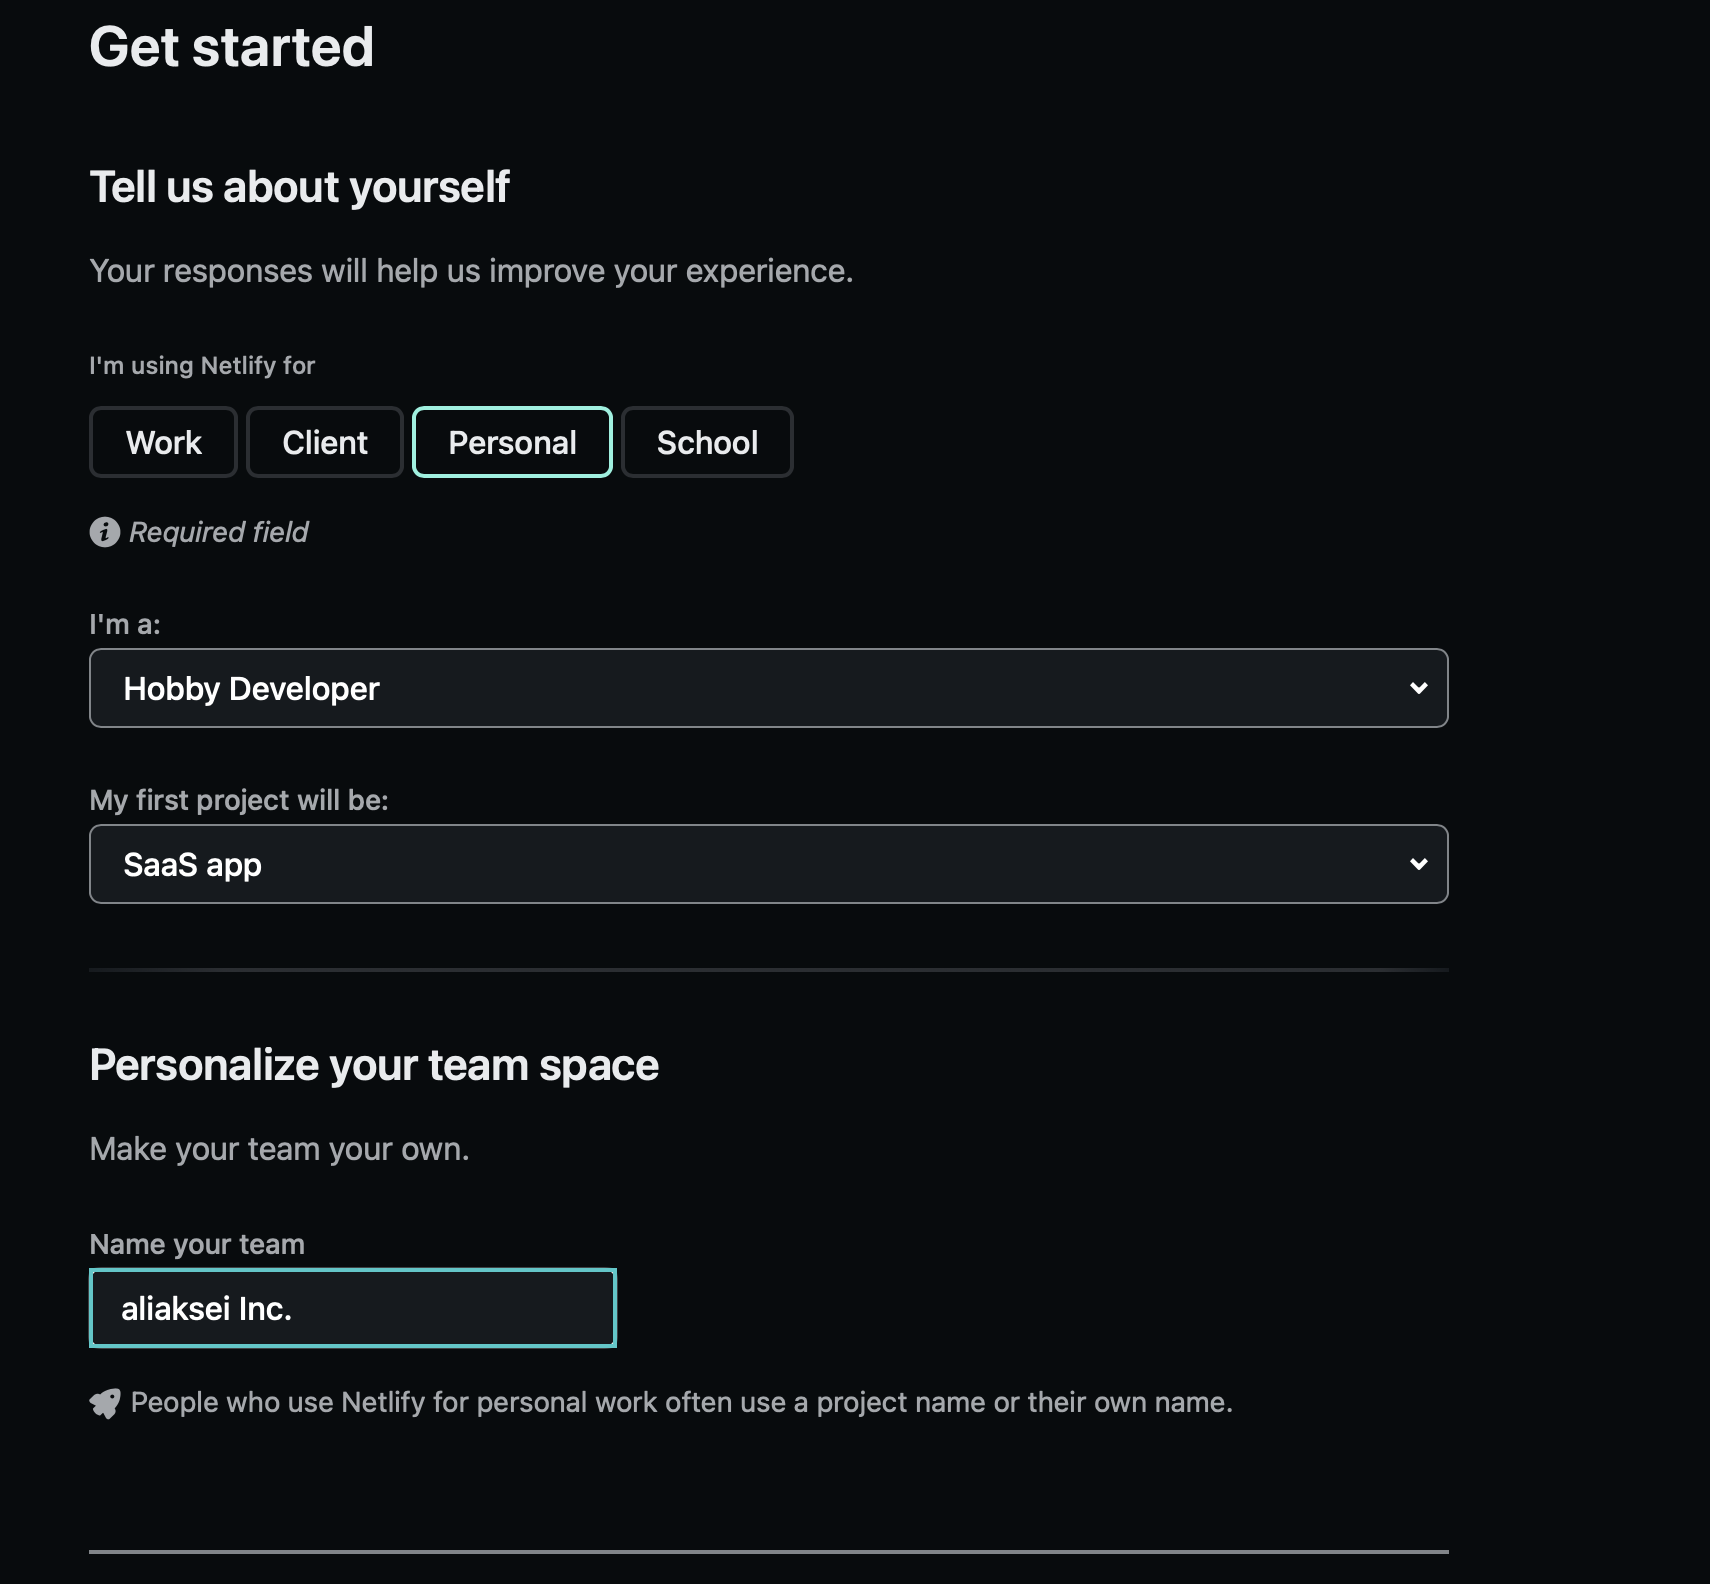 Get started
Tell us about yourself
Your responses will help us improve your experience.
I'm using Netlify for
Work Client Personal School
Required field
I'm a:
Hobby Developer
My first project will be:
SaaS app
Personalize your team space
Make your team your own.
Name your team
aliaksei Inc.
People who use Netlify for personal work often use a project name or their own name.